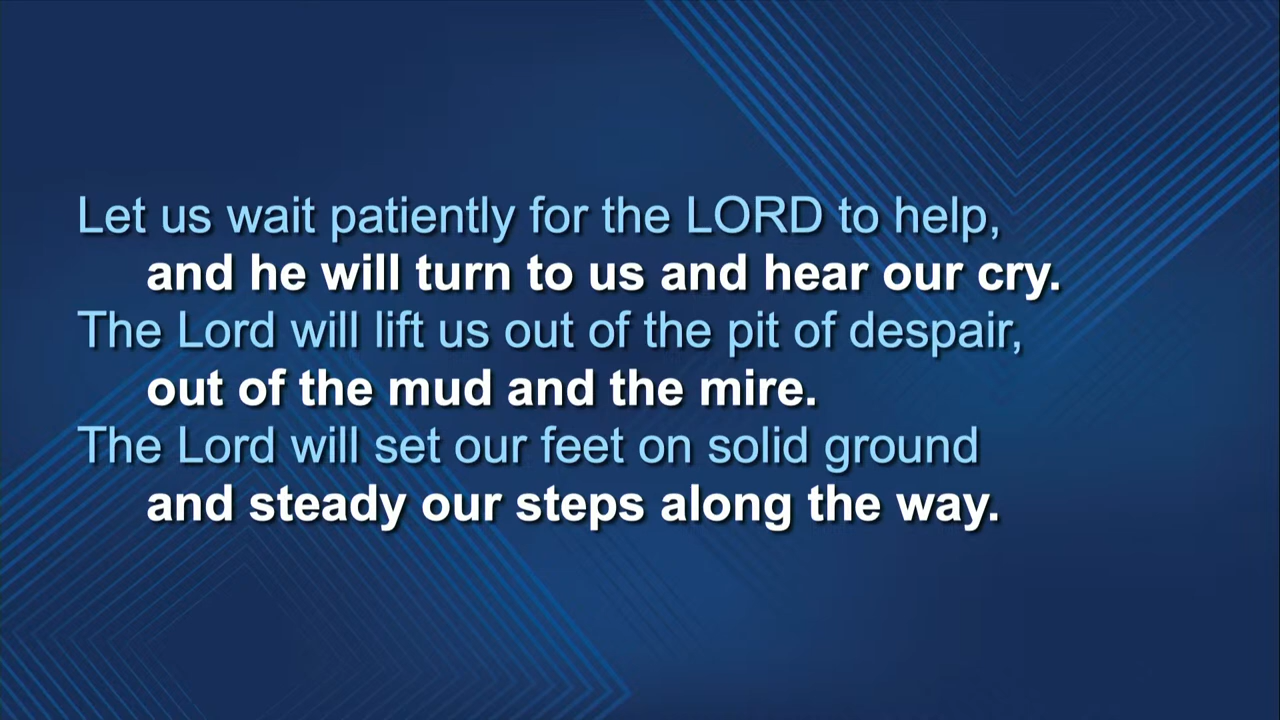 Let us wait patiently for the LORD to help,
and he will turn to us and hear our cry.
The Lord will lift us out of the pit of despair,
out of the mud and the mire.
The Lord will set our feet on solid ground
and steady our steps along the way.